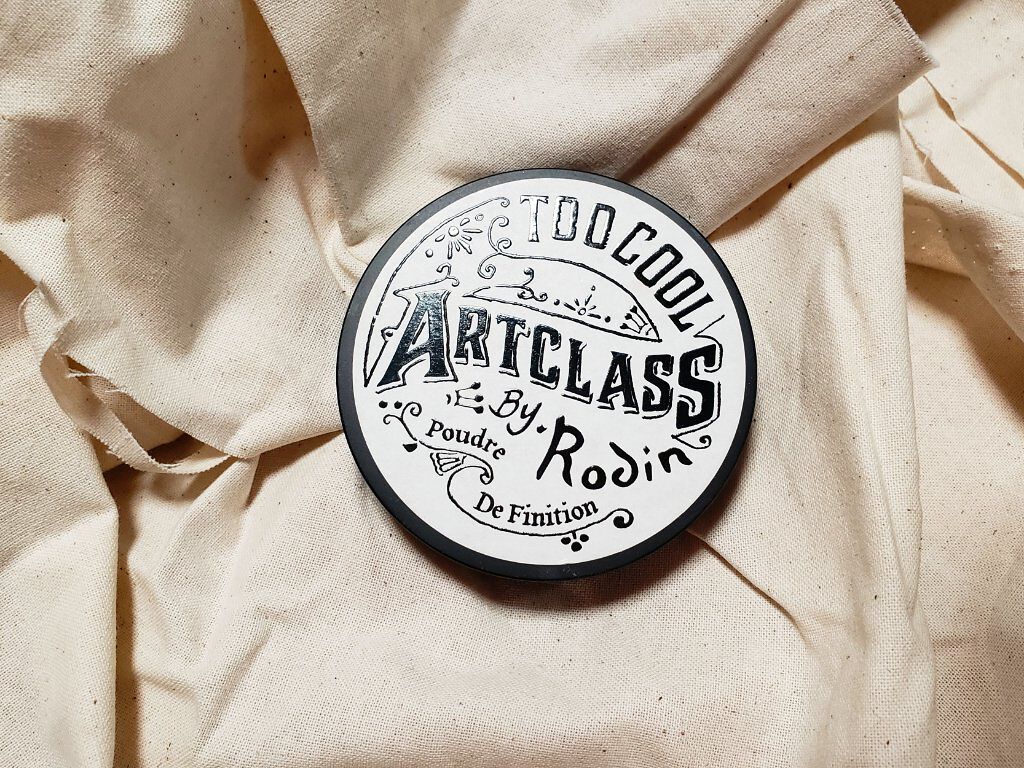 TOO COOL
ARTCLASS
By. Rodin
Poudre
De Finition